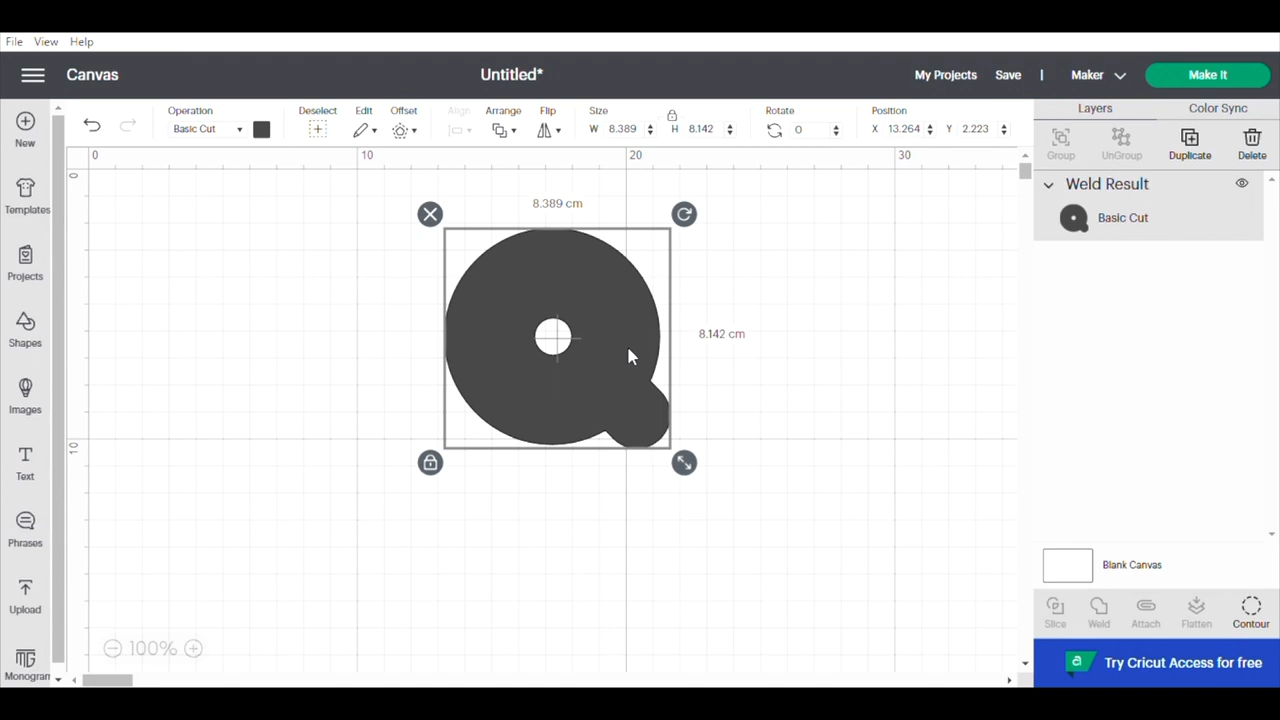 File View Help
Canvas Untitled* My Projects Save | Maker Make It
Operation Deselect Edit Offset Align Arrange Flip Size Rotate Position
Basic Cut W 8.389 H 8.142 0 X 13.264 Y 2.223
Layers Color Sync
Group UnGroup Duplicate Delete
Weld Result
Basic Cut
New
Templates
Projects
Shapes
Images
Text
Phrases
Upload
Monogram
0 10 20 30
0
10
8.389 cm
8.142 cm
100%
Blank Canvas
Slice Weld Attach Flatten Contour
a Try Cricut Access for free